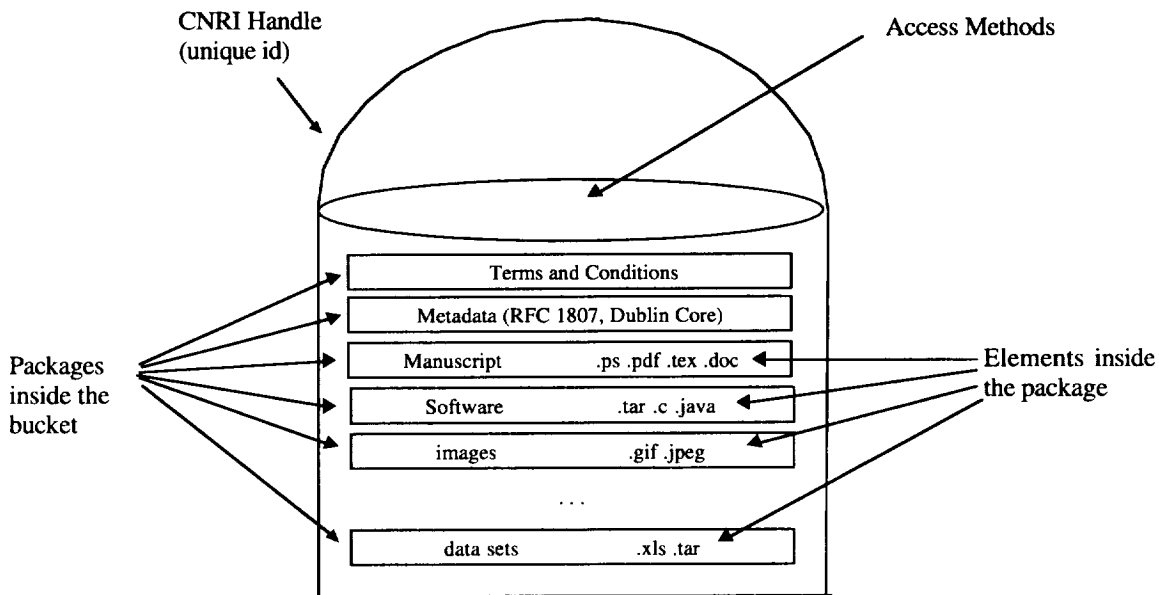 CNRI Handle
(unique id)
Access Methods
Terms and Conditions
Metadata (RFC 1807, Dublin Core)
Packages
inside the
bucket
Manuscript .ps .pdf .tex .doc
Software .tar .c .java
images .gif .jpeg
. . .
data sets .xls .tar
Elements inside
the package